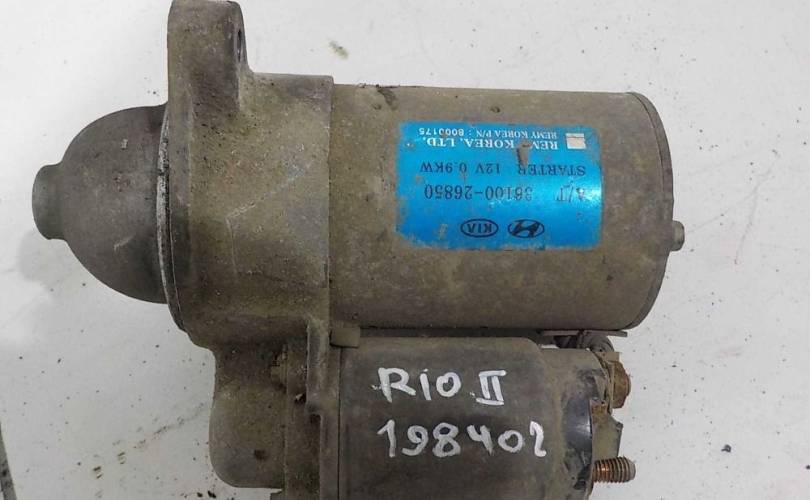 KIA
A/T 36100-26850
STARTER 12V 0.9KW
REMY KOREA, LTD.
REMY KOREA P/N : 8000175
RIO II
198402